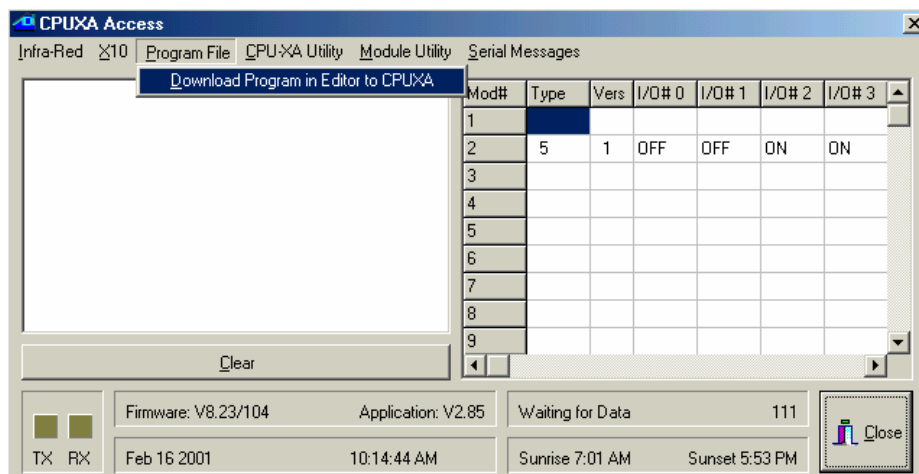 CPUXA Access
Infra-Red X10 Program File CPU-XA Utility Module Utility Serial Messages
Download Program in Editor to CPUXA
Mod# Type Vers I/O# 0 I/O# 1 I/O# 2 I/O# 3
1
2 5 1 OFF OFF ON ON
3
4
5
6
7
8
9
Clear
Firmware: V8.23/104 Application: V2.85 Waiting for Data 111
Close
TX RX Feb 16 2001 10:14:44 AM Sunrise 7:01 AM Sunset 5:53 PM